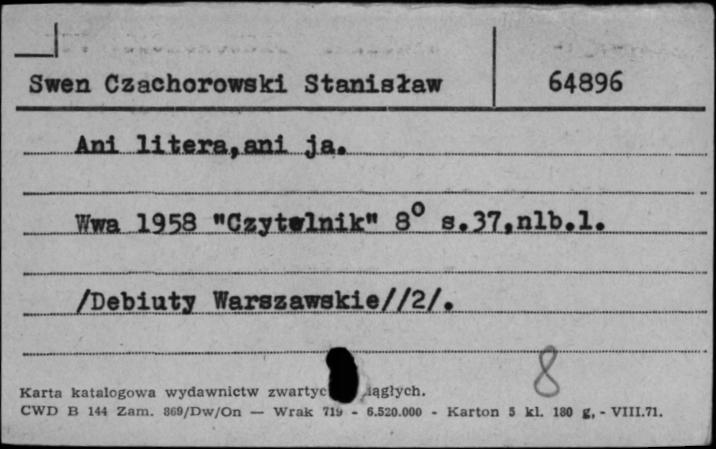 Swen Czachorowski Stanisław 64896
Ani litera,ani ja.
Wwa 1958 "Czytelnik" 8° s.37,nlb.1.
/Debiuty Warszawskie//2/.
8
Karta katalogowa wydawnictw zwartyc iągłych.
CWD B 144 Zam. 869/Dw/On — Wrak 719 - 6.520.000 - Karton 5 kl. 180 g, - VIII.71.